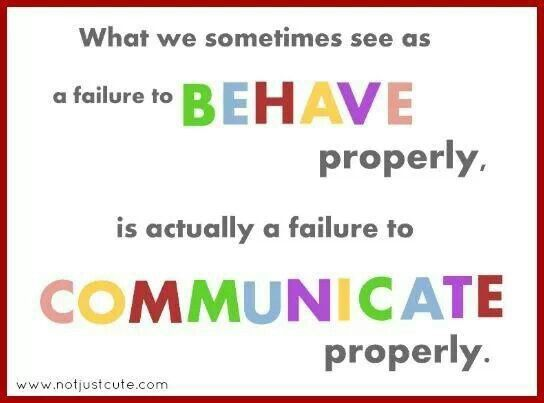 What we sometimes see as
a failure to BEHAVE
properly,
is actually a failure to
COMMUNICATE
properly.
www.notjustcute.com